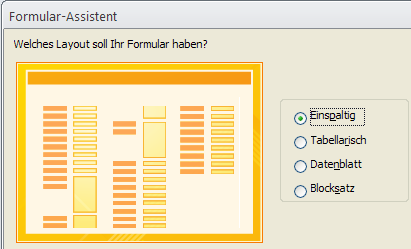 Formular-Assistent
Welches Layout soll Ihr Formular haben?
Einspaltig
Tabellarisch
Datenblatt
Blocksatz